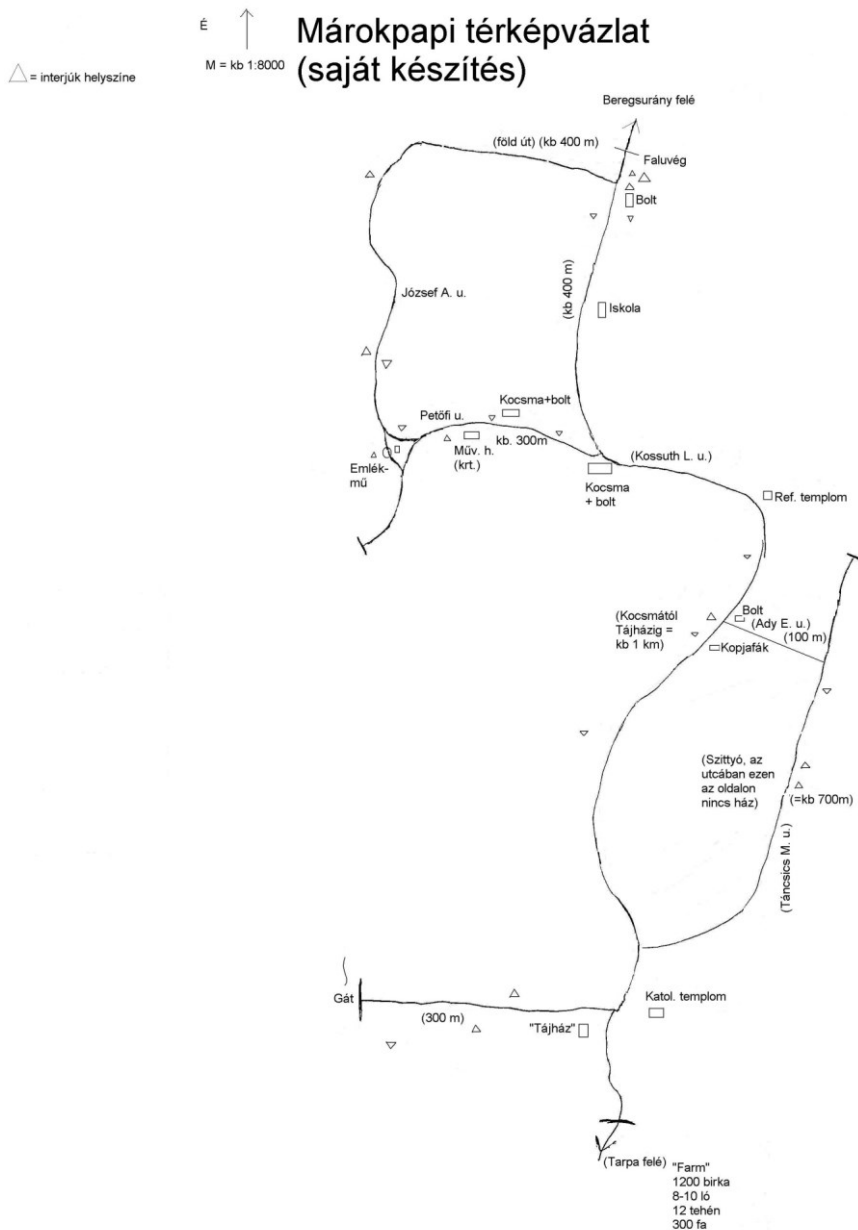 É
Márokpapi térképvázlat
M = kb 1:8000
(saját készítés)
= interjúk helyszíne
Beregsurány felé
(föld út) (kb 400 m)
Faluvég
Bolt
(kb 400 m)
József A. u.
Iskola
Kocsma+bolt
Petőfi u.
kb. 300m
Műv. h.
(krt.)
(Kossuth L. u.)
Emlék-
mű
Kocsma
+ bolt
Ref. templom
(Kocsmától
Tájházig =
kb 1 km)
Bolt
(Ady E. u.)
(100 m)
Kopjafák
(Szittyó, az
utcában ezen
az oldalon
nincs ház)
(=kb 700m)
(Táncsics M. u.)
Gát
(300 m)
"Tájház"
Katol. templom
(Tarpa felé)
"Farm"
1200 birka
8-10 ló
12 tehén
300 fa